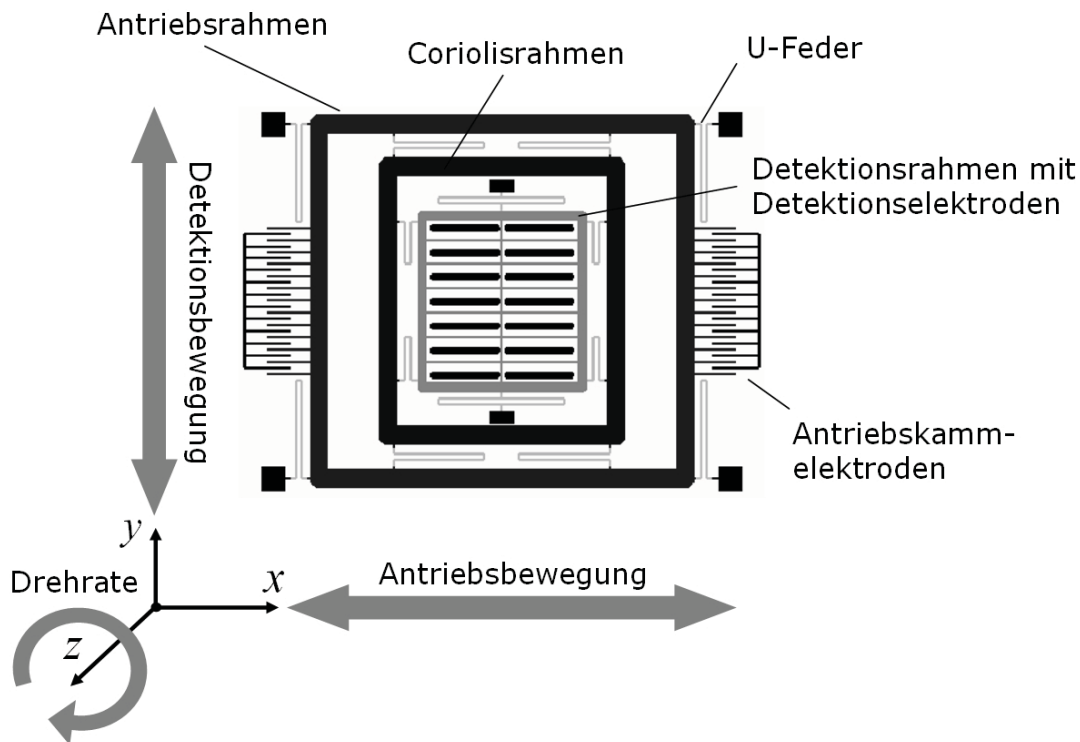 Antriebsrahmen
Coriolisrahmen
U-Feder
Detektionsrahmen mit
Detektionselektroden
Detektionsbewegung
Antriebskamm-
elektroden
y
Drehrate
x
Antriebsbewegung
z